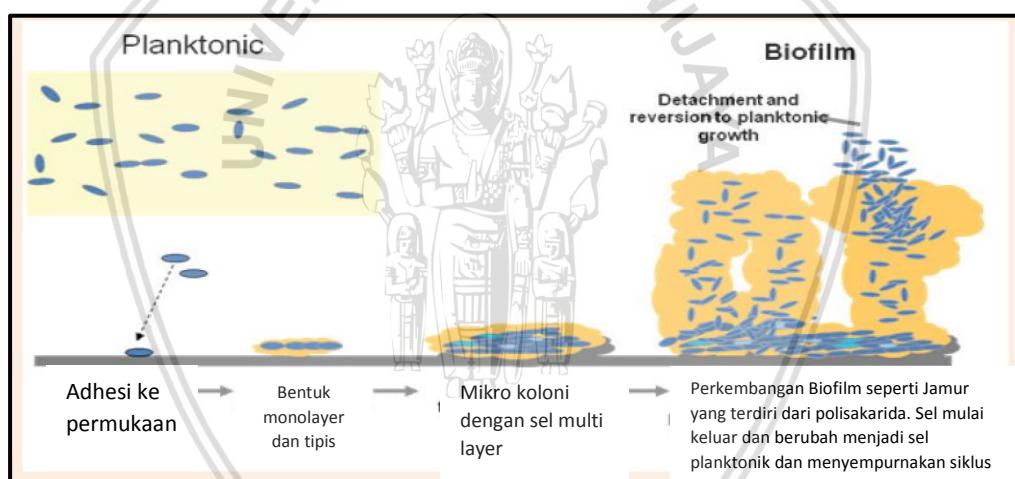 Planktonic
Biofilm
Detachment and
reversion to planktonic
growth
Adhesi ke
permukaan
Bentuk
monolayer
dan tipis
Mikro koloni
dengan sel multi
layer
Perkembangan Biofilm seperti Jamur
yang terdiri dari polisakarida. Sel mulai
keluar dan berubah menjadi sel
planktonik dan menyempurnakan siklus